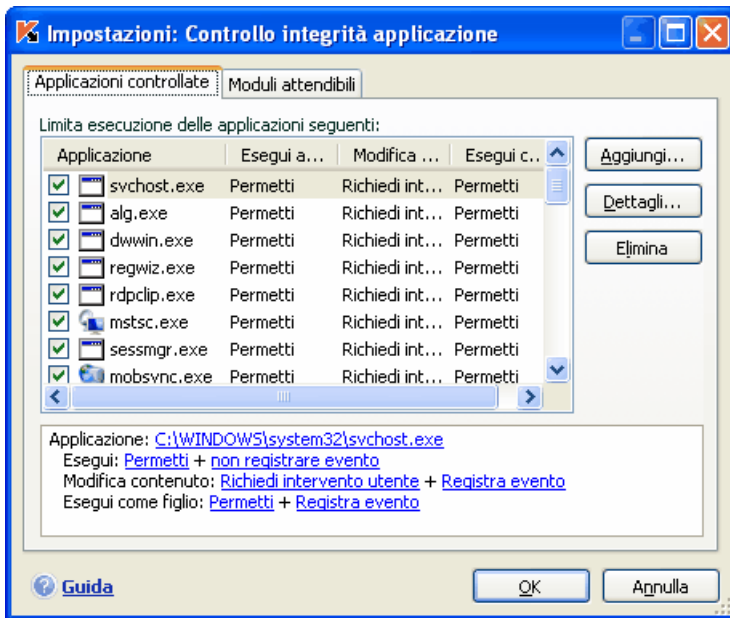 Impostazioni: Controllo integrità applicazione
Applicazioni controllate Moduli attendibili
Limita esecuzione delle applicazioni seguenti:
Applicazione Esegui a... Modifica ... Esegui c...
Aggiungi...
svchost.exe Permetti Richiedi int... Permetti
Dettagli...
alg.exe Permetti Richiedi int... Permetti
dwwin.exe Permetti Richiedi int... Permetti
Elimina
regwiz.exe Permetti Richiedi int... Permetti
rdpclip.exe Permetti Richiedi int... Permetti
mstsc.exe Permetti Richiedi int... Permetti
sessmgr.exe Permetti Richiedi int... Permetti
mobsync.exe Permetti Richiedi int... Permetti
Applicazione: C:\WINDOWS\system32\svchost.exe
Esegui: Permetti + non registrare evento
Modifica contenuto: Richiedi intervento utente + Registra evento
Esegui come figlio: Permetti + Registra evento
Guida
OK
Annulla